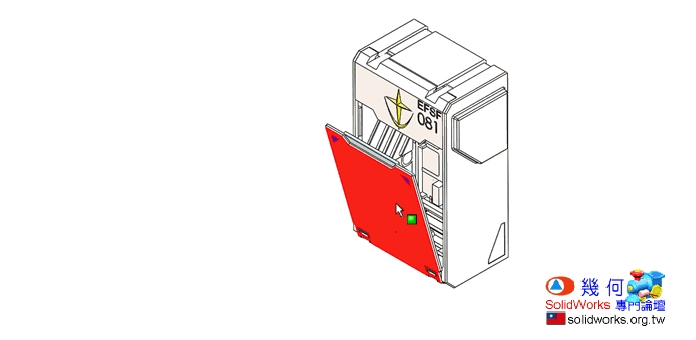 EFSF
081
幾何
SolidWorks 專門論壇
solidworks.org.tw